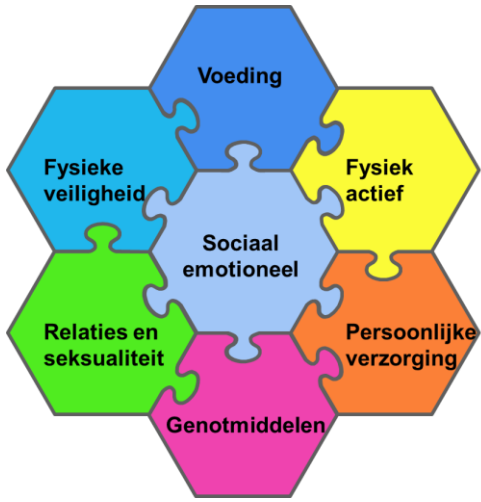 Voeding
Fysieke
veiligheid
Fysiek
actief
Sociaal
emotioneel
Relaties en
seksualiteit
Persoonlijke
verzorging
Genotmiddelen